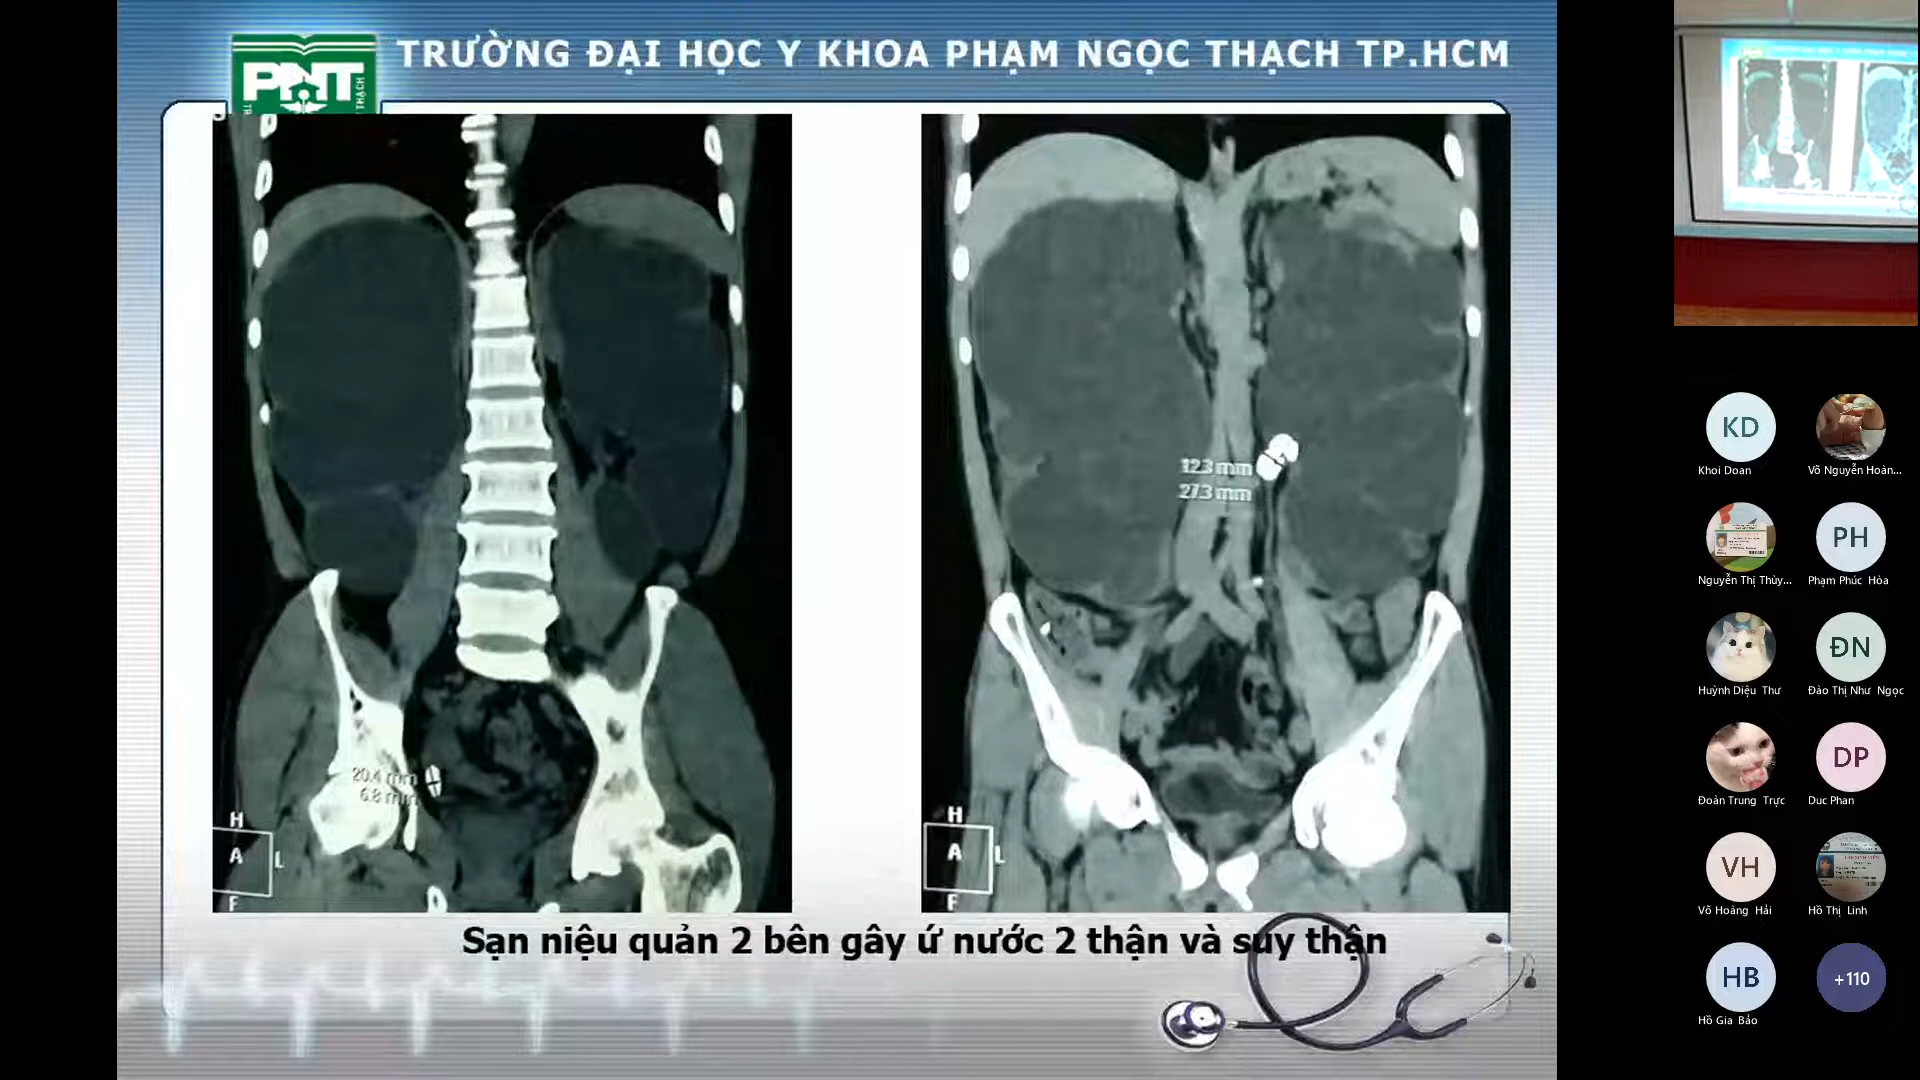 TRƯỜNG ĐẠI HỌC Y KHOA PHẠM NGỌC THẠCH TP.HCM
PNT
THẠCH
20.4 mm
6.8 mm
H
A
L
F
12.3 mm
27.3 mm
H
A
L
F
Sạn niệu quản 2 bên gây ứ nước 2 thận và suy thận
KD
Khoi Doan
Võ Nguyễn Hoàn...
Nguyễn Thị Thùy...
PH
Phạm Phúc Hòa
Huỳnh Diệu Thư
ĐN
Đào Thị Như Ngọc
Đoàn Trung Trực
DP
Duc Phan
VH
Võ Hoàng Hải
Hồ Thị Linh
HB
Hồ Gia Bảo
+110